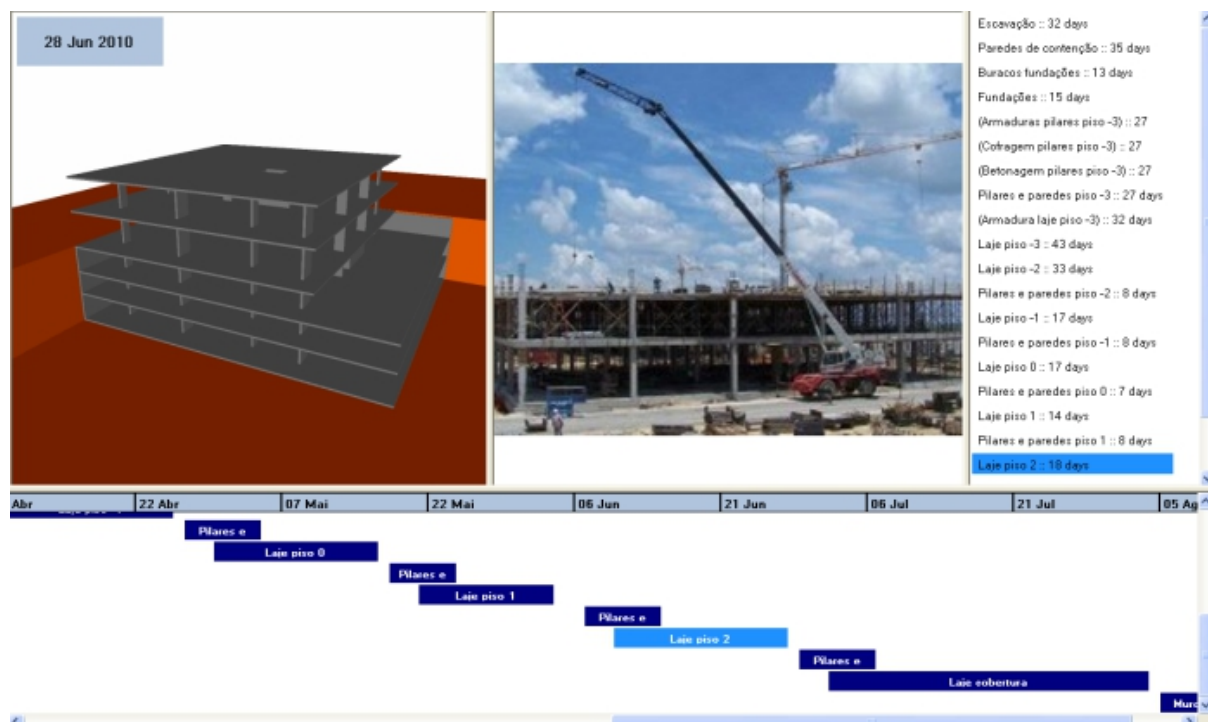 28 Jun 2010
Escavação :: 32 days
Paredes de contenção :: 35 days
Buracos fundações :: 13 days
Fundações :: 15 days
(Armaduras pilares piso -3) :: 27
(Cofragem pilares piso -3) :: 27
(Betonagem pilares piso -3) :: 27
Pilares e paredes piso -3 :: 27 days
(Armadura laje piso -3) :: 32 days
Laje piso -3 :: 43 days
Laje piso -2 :: 33 days
Pilares e paredes piso -2 :: 8 days
Laje piso -1 :: 17 days
Pilares e paredes piso -1 :: 8 days
Laje piso 0 :: 17 days
Pilares e paredes piso 0 :: 7 days
Laje piso 1 :: 14 days
Pilares e paredes piso 1 :: 8 days
Laje piso 2 :: 18 days
Abr 22 Abr 07 Mai 22 Mai 06 Jun 21 Jun 06 Jul 21 Jul 05 Ag
Pilares e
Laje piso 0
Pilares e
Laje piso 1
Pilares e
Laje piso 2
Pilares e
Laje cobertura
Muro